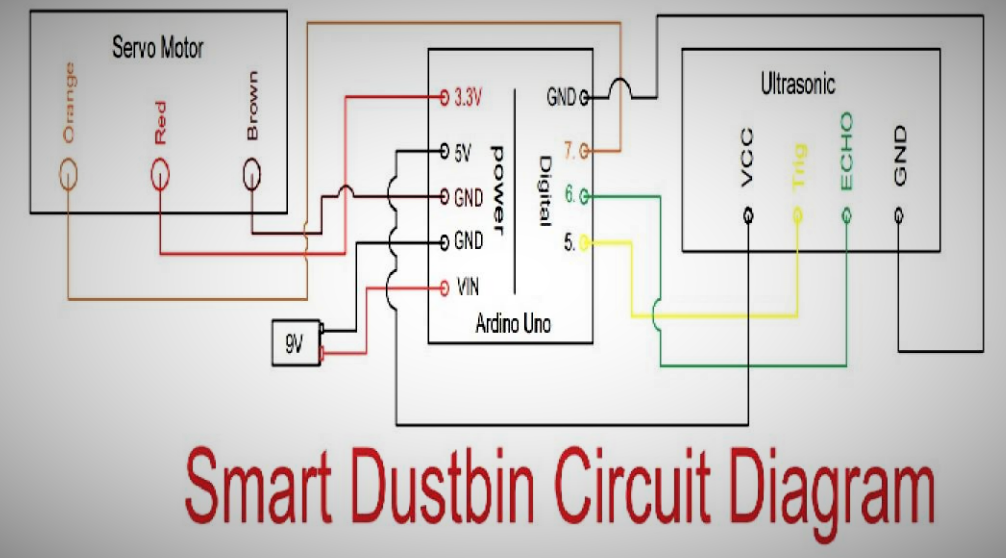 Servo Motor
Orange
Red
Brown
3.3V
5V
GND
GND
VIN
power
Digital
GND
7.
6.
5.
Ardino Uno
Ultrasonic
VCC
Trig
ECHO
GND
9V
Smart Dustbin Circuit Diagram